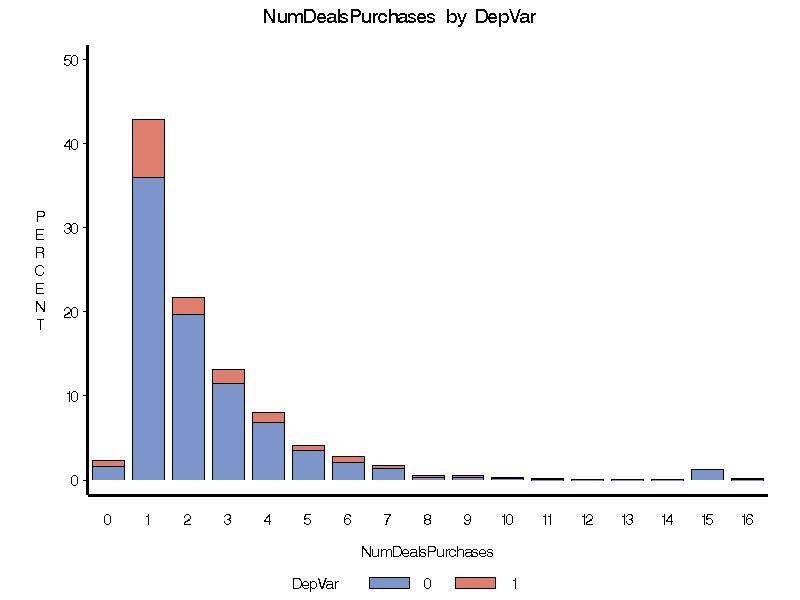 NumDealsPurchases by DepVar
50
40
30
20
10
0
P
E
R
C
E
N
T
0 1 2 3 4 5 6 7 8 9 10 11 12 13 14 15 16
NumDealsPurchases
DepVar 0 1